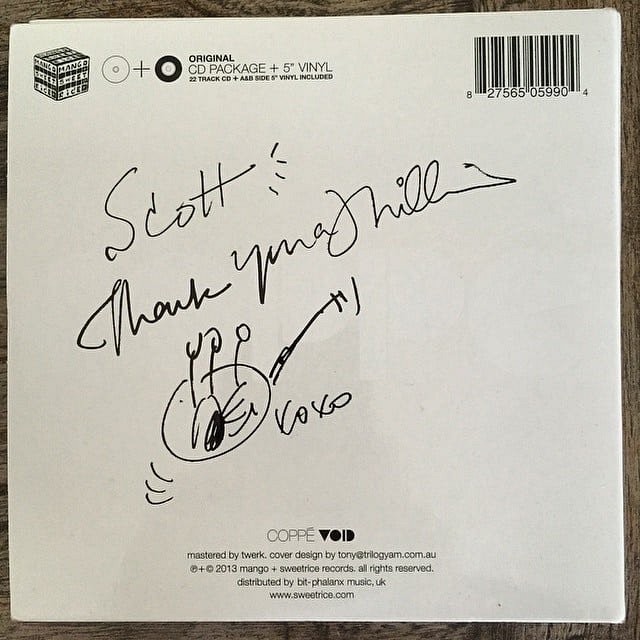 MANGO
SWEET
RICE
ORIGINAL
CD PACKAGE + 5" VINYL
22 TRACK CD + A&B SIDE 5" VINYL INCLUDED
8 27565 05990 4
Scott
Thank you a
xoxo
COPPÉ VOID
mastered by twerk. cover design by tony@trilogyam.com.au
℗+© 2013 mango + sweetrice records. all rights reserved.
distributed by bit-phalanx music, uk
www.sweetrice.com